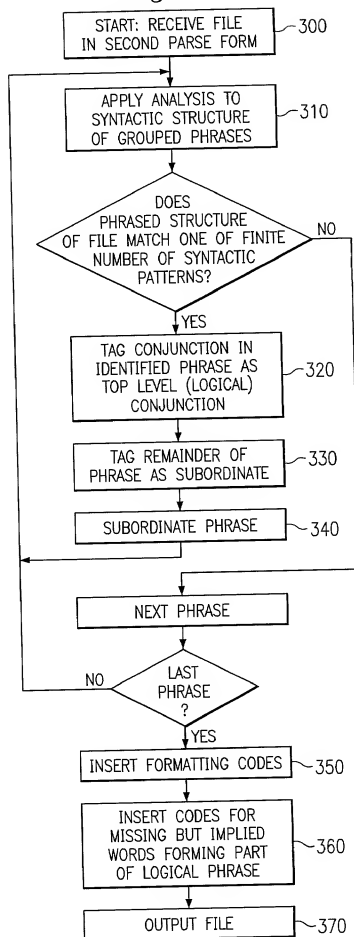 START: RECEIVE FILE
IN SECOND PARSE FORM
300
APPLY ANALYSIS TO
SYNTACTIC STRUCTURE
OF GROUPED PHRASES
310
DOES
PHRASED STRUCTURE
OF FILE MATCH ONE OF FINITE
NUMBER OF SYNTACTIC
PATTERNS?
NO
YES
TAG CONJUNCTION IN
IDENTIFIED PHRASE AS
TOP LEVEL (LOGICAL)
CONJUNCTION
320
TAG REMAINDER OF
PHRASE AS SUBORDINATE
330
SUBORDINATE PHRASE
340
NEXT PHRASE
NO
LAST
PHRASE
?
YES
INSERT FORMATTING CODES
350
INSERT CODES FOR
MISSING BUT IMPLIED
WORDS FORMING PART
OF LOGICAL PHRASE
360
OUTPUT FILE
370